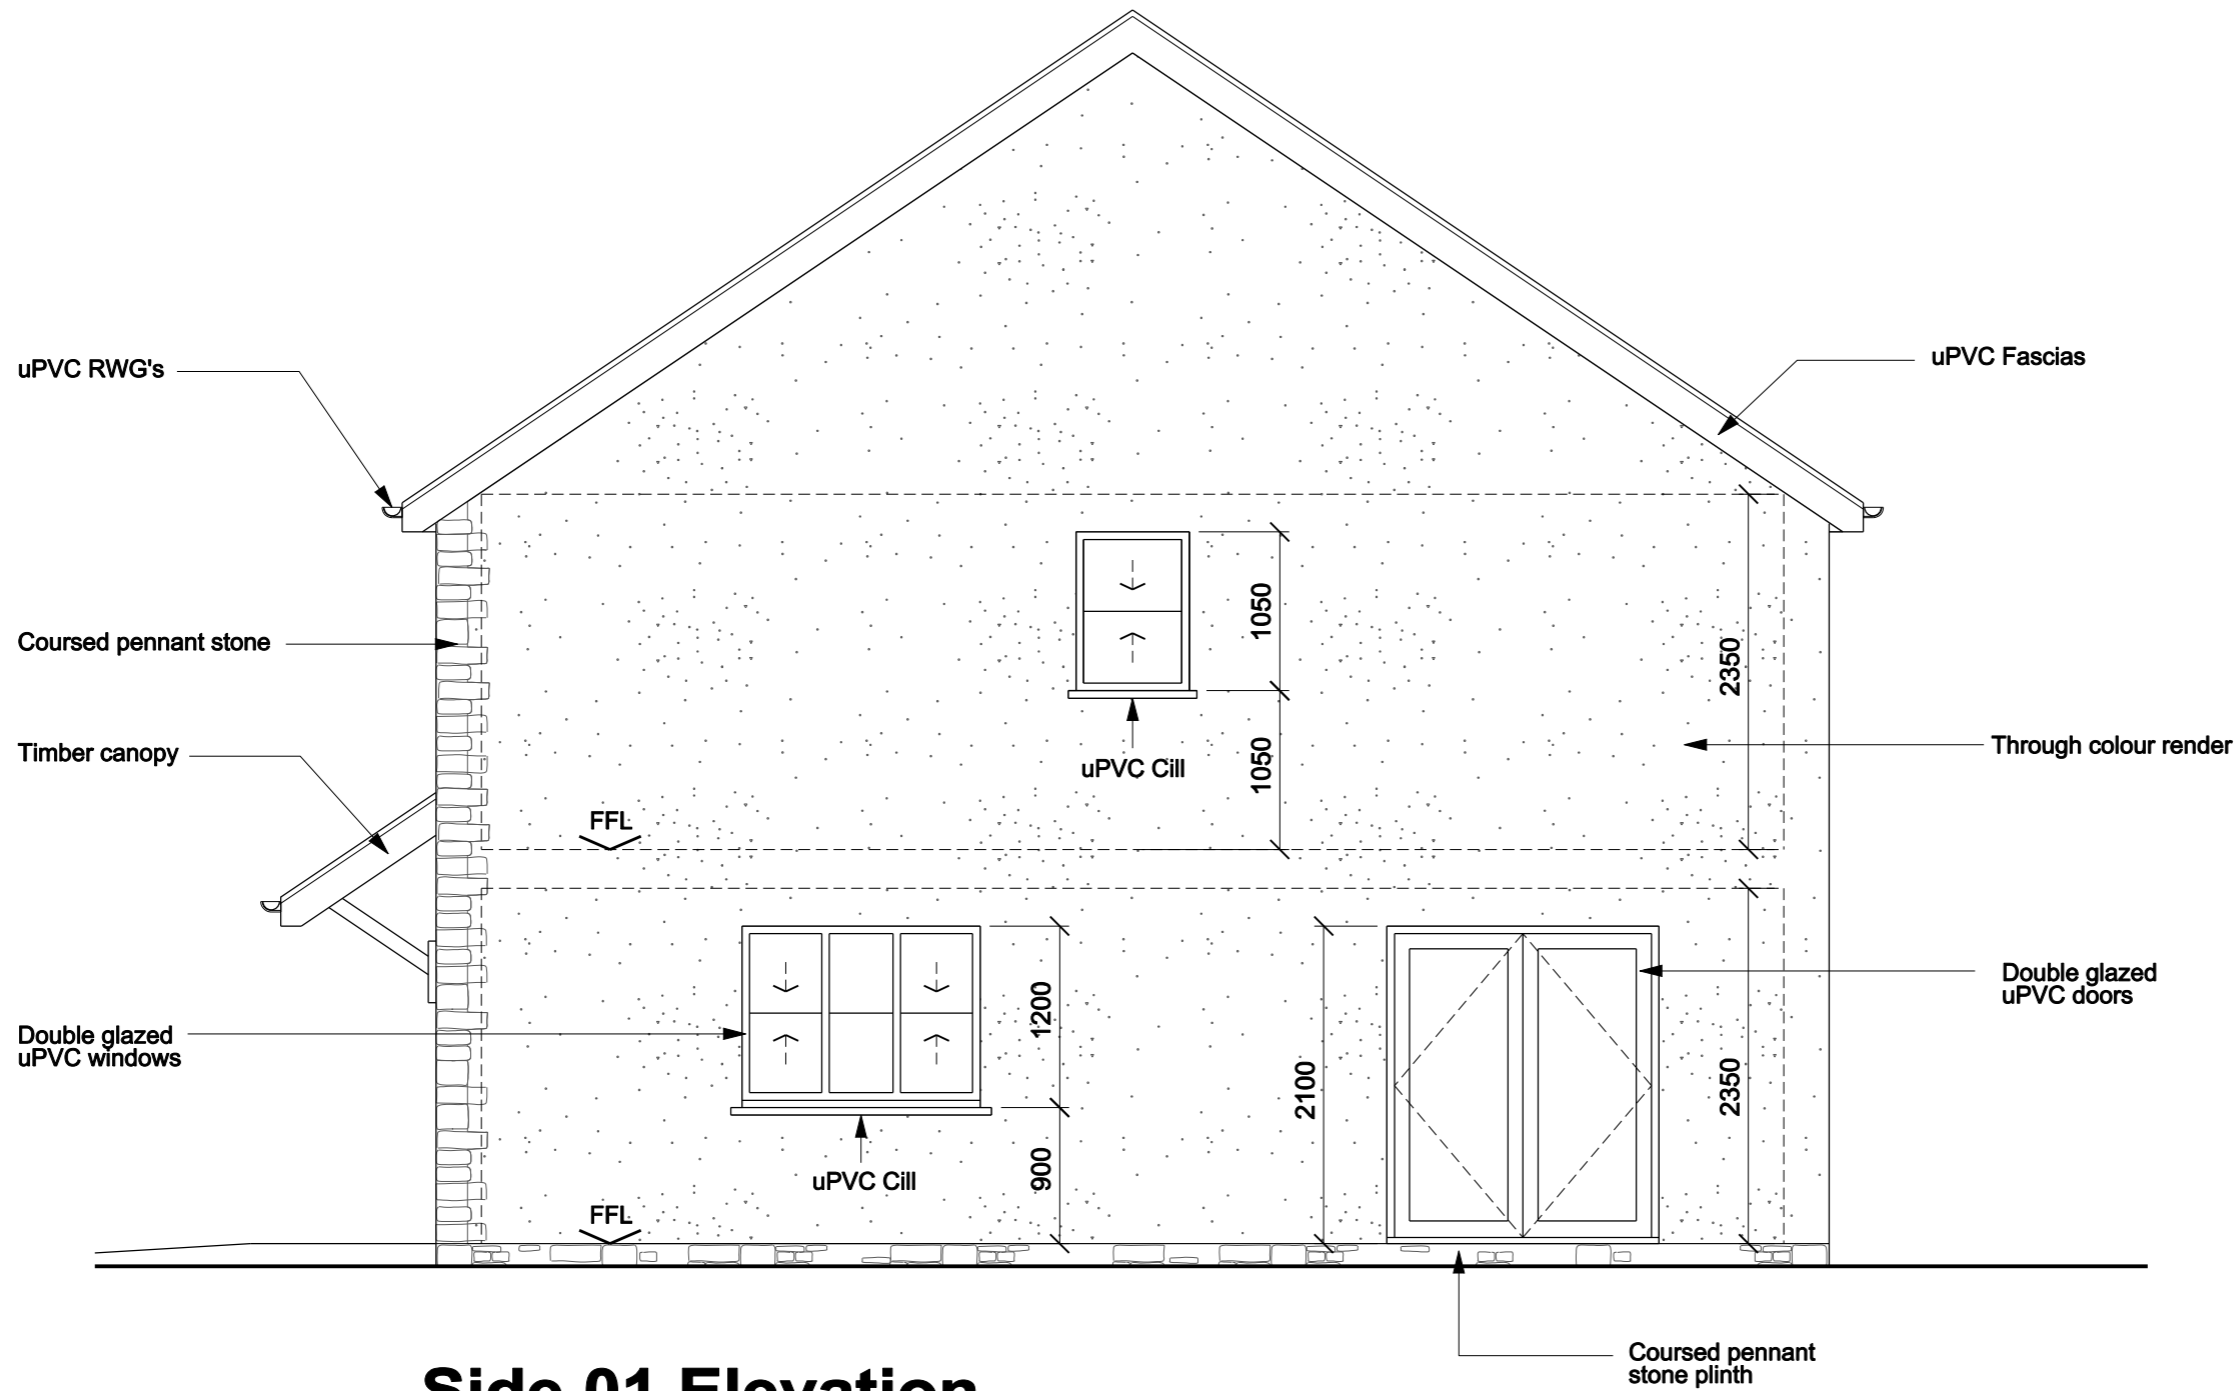 uPVC RWG's
uPVC Fascias
Coursed pennant stone
1050
2350
Timber canopy
Through colour render
uPVC Cill
1050
FFL
Double glazed
uPVC doors
Double glazed
uPVC windows
1200
2100
2350
900
uPVC Cill
FFL
Coursed pennant
stone plinth
Side 01 Elevation